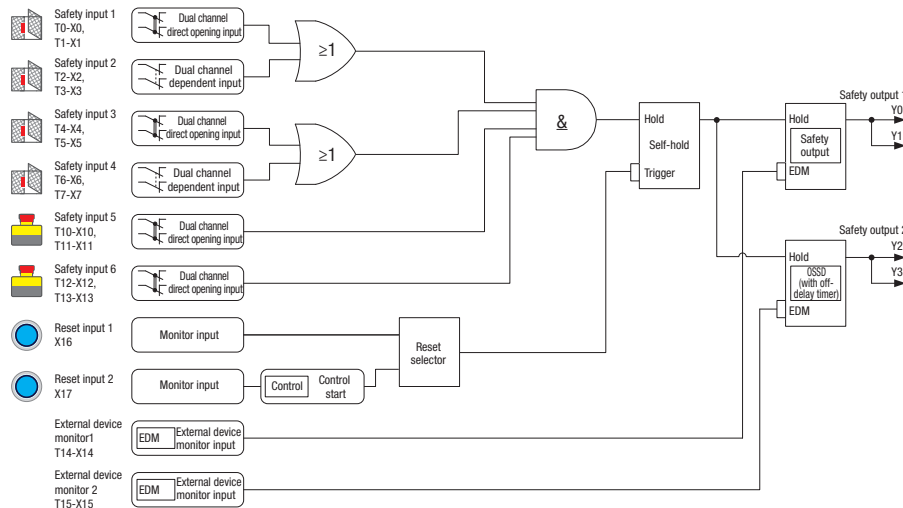 Safety input 1
T0-X0,
T1-X1
Dual channel
direct opening input
Safety input 2
T2-X2,
T3-X3
Dual channel
dependent input
≥1
Safety input 3
T4-X4,
T5-X5
Dual channel
direct opening input
Safety input 4
T6-X6,
T7-X7
Dual channel
dependent input
≥1
Safety input 5
T10-X10,
T11-X11
Dual channel
direct opening input
Safety input 6
T12-X12,
T13-X13
Dual channel
direct opening input
&
Hold
Self-hold
Trigger
Safety output 1
Hold
Safety
output
EDM
Y0
Y1
Safety output 2
Hold
OSSD
(with off-
delay timer)
EDM
Y2
Y3
Reset input 1
X16
Monitor input
Reset
selector
Reset input 2
X17
Monitor input
Control
Control
start
External device
monitor1
T14-X14
EDM
External device
monitor input
External device
monitor 2
T15-X15
EDM
External device
monitor input